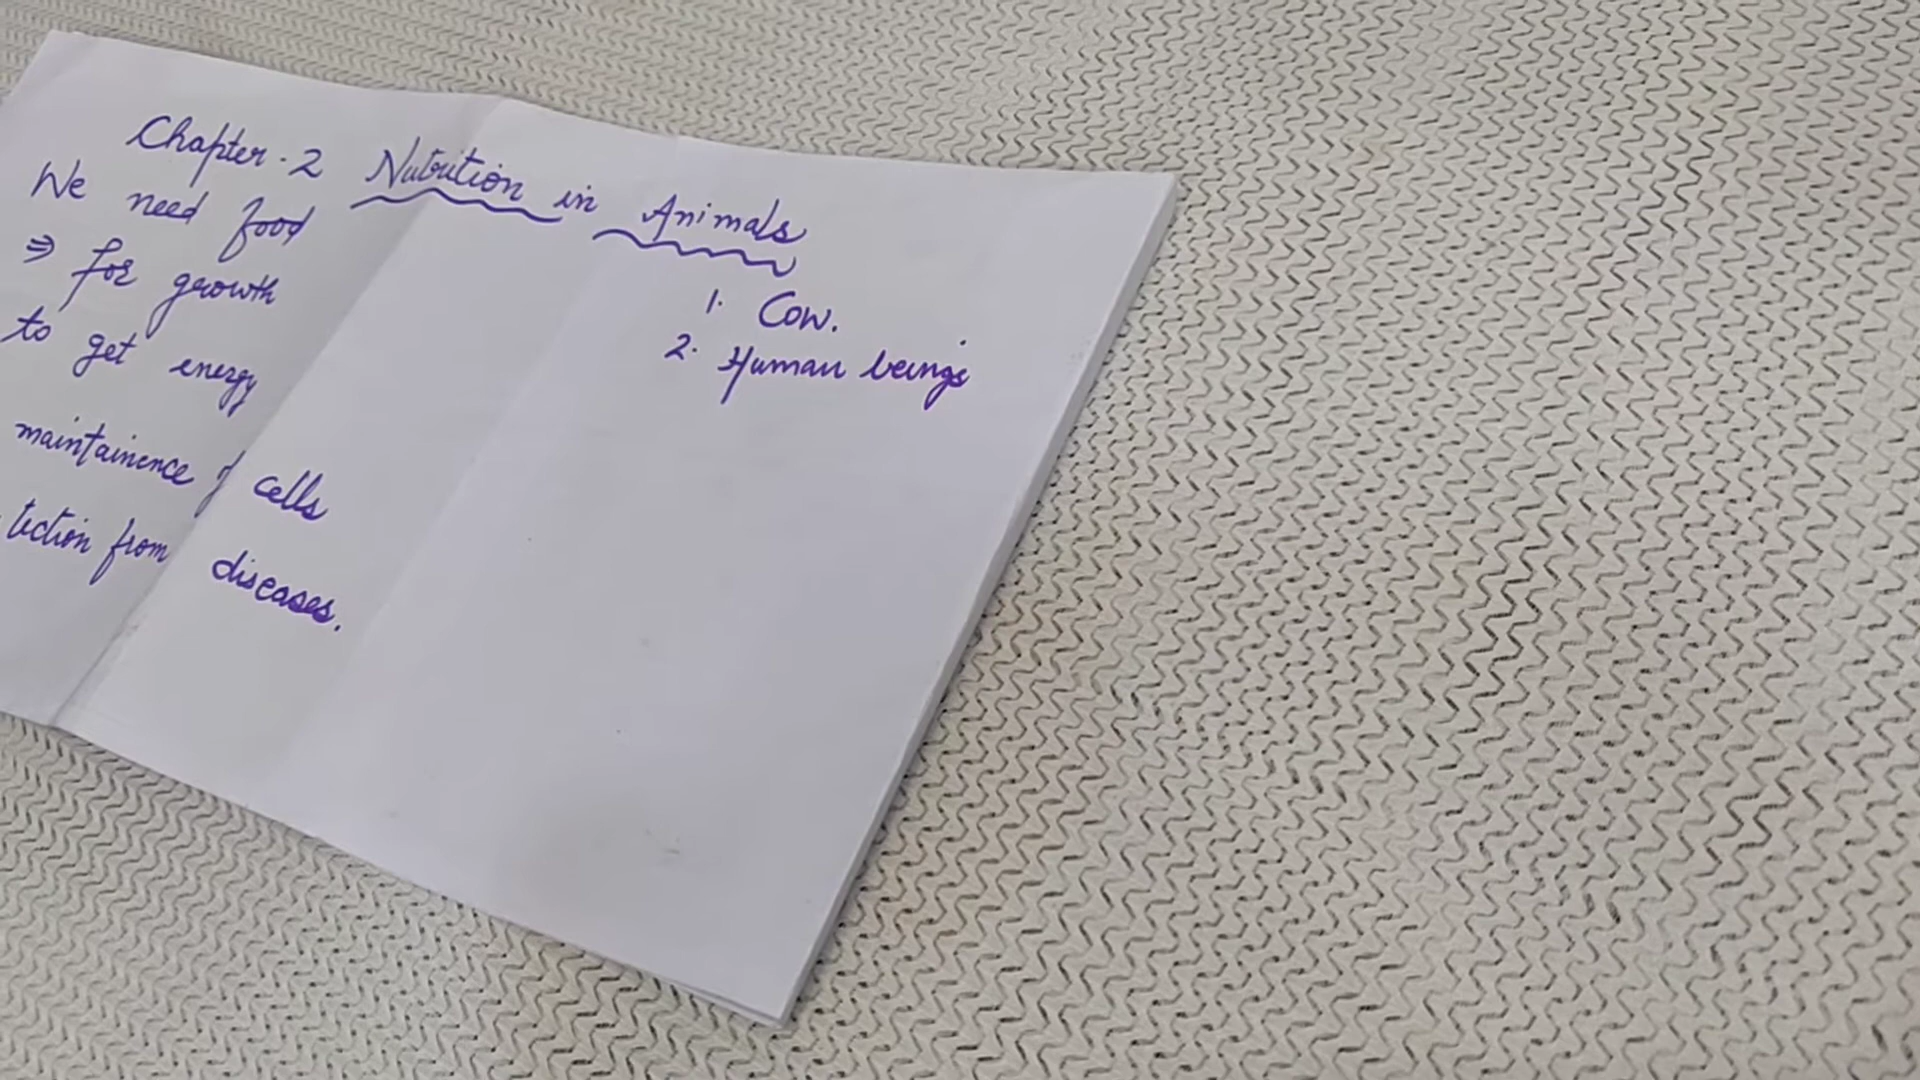 Chapter-2 Nutrition in Animals
We need food
⇒ for growth
to get energy
maintainence of cells
tection from diseases.
1. Cow.
2. Human beings